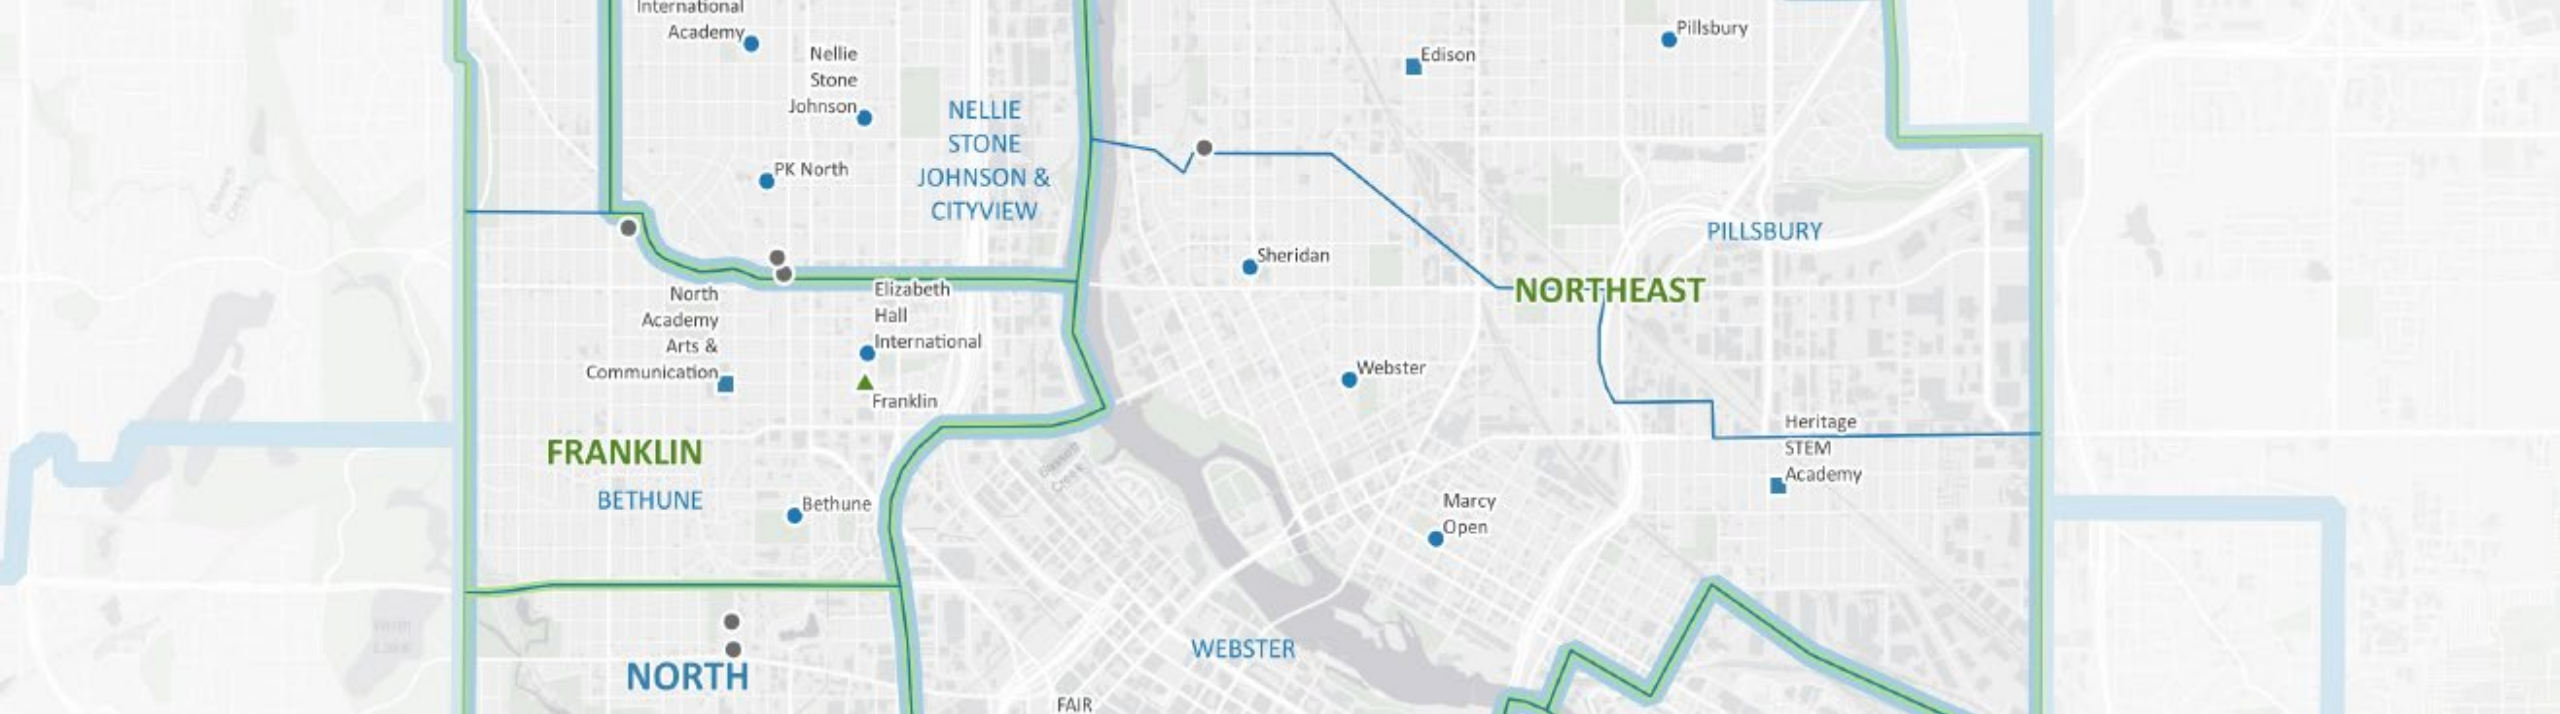 International
Academy
Nellie
Stone
Johnson
PK North
NELLIE
STONE
JOHNSON &
CITYVIEW
Edison
Pillsbury
PILLSBURY
Sheridan
NORTHEAST
North
Academy
Arts &
Communication
Elizabeth
Hall
International
Franklin
Webster
FRANKLIN
BETHUNE
Bethune
Heritage
STEM
Academy
Marcy
Open
NORTH
WEBSTER
FAIR